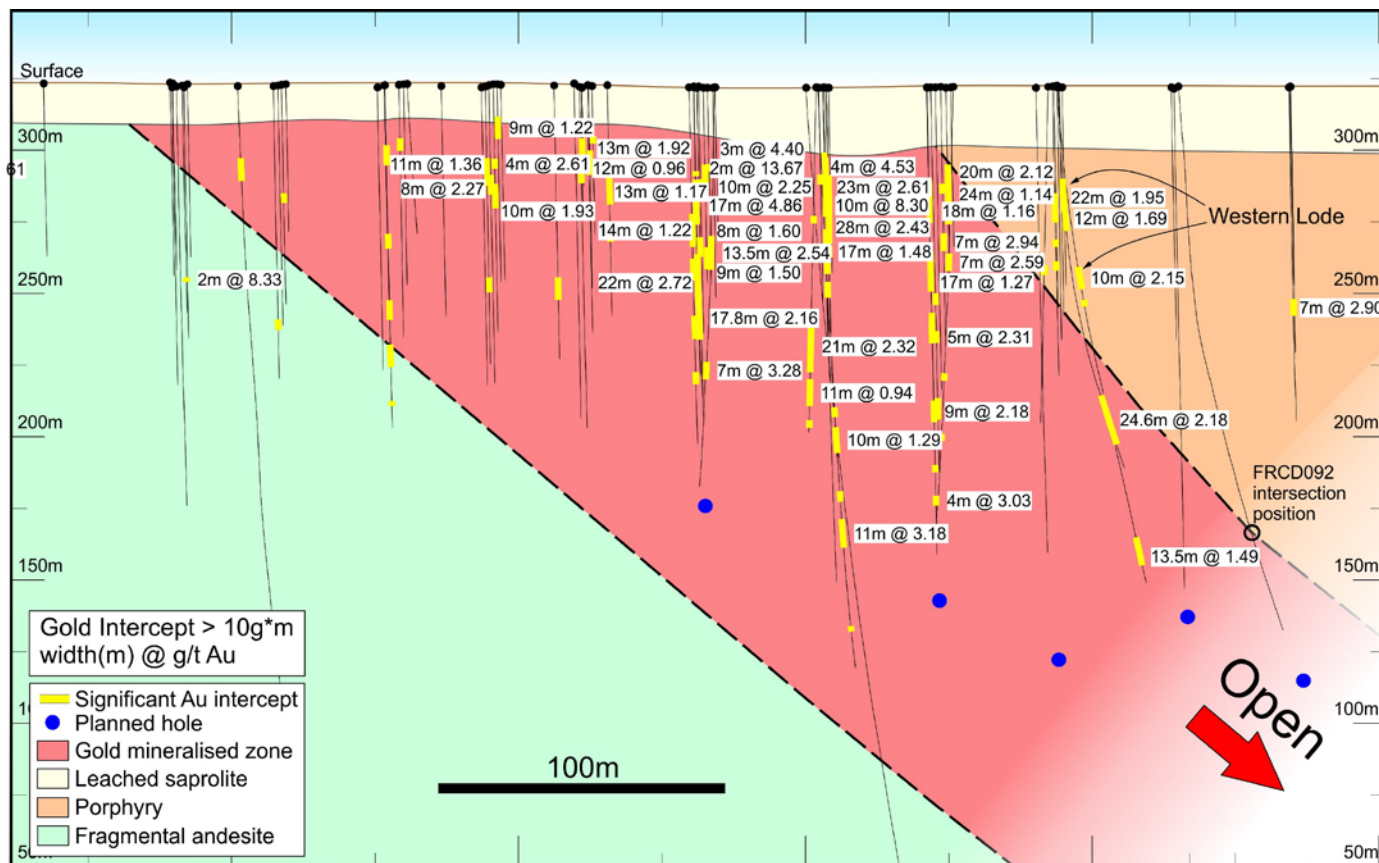 Surface
300m
300m
61
9m @ 1.22
13m @ 1.92
3m @ 4.40
4m @ 4.53
20m @ 2.12
11m @ 1.36
4m @ 2.61
12m @ 0.96
2m @ 13.67
23m @ 2.61
24m @ 1.14
22m @ 1.95
8m @ 2.27
13m @ 1.17
10m @ 2.25
10m @ 8.30
18m @ 1.16
12m @ 1.69
Western Lode
10m @ 1.93
17m @ 4.86
14m @ 1.22
8m @ 1.60
28m @ 2.43
7m @ 2.94
13.5m @ 2.54
17m @ 1.48
7m @ 2.59
9m @ 1.50
2m @ 8.33
22m @ 2.72
17m @ 1.27
10m @ 2.15
250m
250m
7m @ 2.90
17.8m @ 2.16
21m @ 2.32
5m @ 2.31
7m @ 3.28
11m @ 0.94
9m @ 2.18
24.6m @ 2.18
200m
200m
10m @ 1.29
FRCD092
intersection
position
4m @ 3.03
11m @ 3.18
13.5m @ 1.49
150m
150m
Gold Intercept > 10g*m
width(m) @ g/t Au
Significant Au intercept
Planned hole
Gold mineralised zone
Leached saprolite
Porphyry
Fragmental andesite
100m
Open
100m
50m
50m